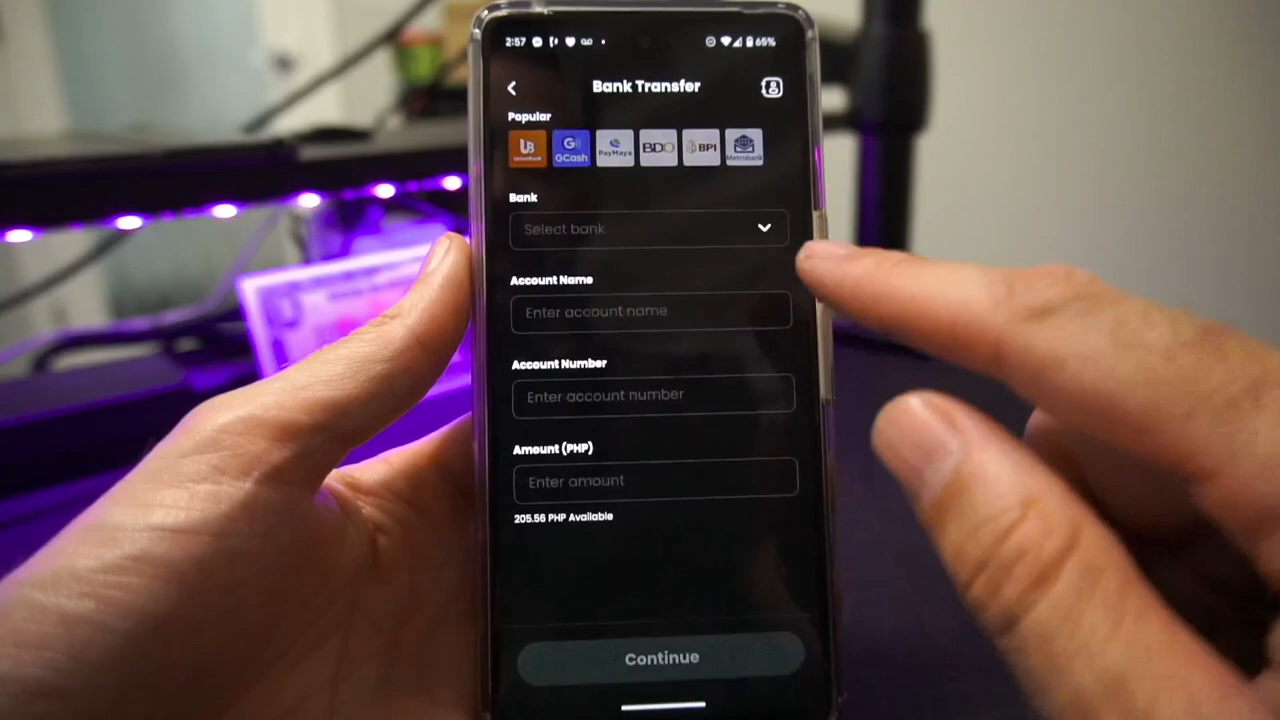 2:57 65%
Bank Transfer
Popular
UB UnionBank G GCash PayMaya BDO BPI Metrobank
Bank
Select bank
Account Name
Enter account name
Account Number
Enter account number
Amount (PHP)
Enter amount
205.56 PHP Available
Continue